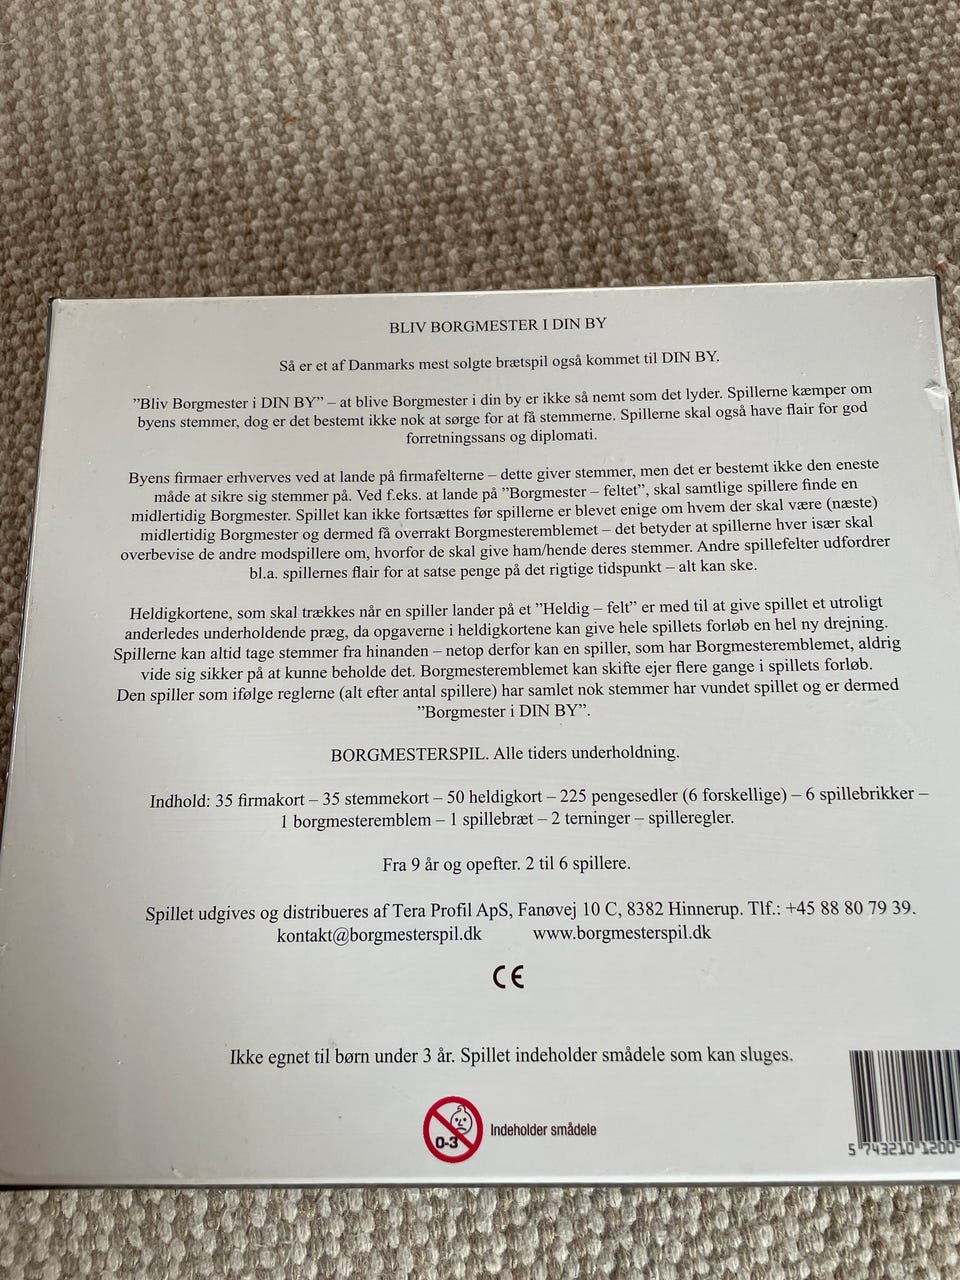 BLIV BORGMESTER I DIN BY
Så er et af Danmarks mest solgte brætspil også kommet til DIN BY.
”Bliv Borgmester i DIN BY” – at blive Borgmester i din by er ikke så nemt som det lyder. Spillerne kæmper om
byens stemmer, dog er det bestemt ikke nok at sørge for at få stemmerne. Spillerne skal også have flair for god
forretningssans og diplomati.
Byens firmaer erhverves ved at lande på firmafelterne – dette giver stemmer, men det er bestemt ikke den eneste
måde at sikre sig stemmer på. Ved f.eks. at lande på ”Borgmester – feltet”, skal samtlige spillere finde en
midlertidig Borgmester. Spillet kan ikke fortsættes før spillerne er blevet enige om hvem der skal være (næste)
midlertidig Borgmester og dermed få overrakt Borgmesteremblemet – det betyder at spillerne hver især skal
overbevise de andre modspillere om, hvorfor de skal give ham/hende deres stemmer. Andre spillefelter udfordrer
bl.a. spillernes flair for at satse penge på det rigtige tidspunkt – alt kan ske.
Heldigkortene, som skal trækkes når en spiller lander på et ”Heldig – felt” er med til at give spillet et utroligt
anderledes underholdende præg, da opgaverne i heldigkortene kan give hele spillets forløb en hel ny drejning.
Spillerne kan altid tage stemmer fra hinanden – netop derfor kan en spiller, som har Borgmesteremblemet, aldrig
vide sig sikker på at kunne beholde det. Borgmesteremblemet kan skifte ejer flere gange i spillets forløb.
Den spiller som ifølge reglerne (alt efter antal spillere) har samlet nok stemmer har vundet spillet og er dermed
”Borgmester i DIN BY”.
BORGMESTERSPIL. Alle tiders underholdning.
Indhold: 35 firmakort – 35 stemmekort – 50 heldigkort – 225 pengesedler (6 forskellige) – 6 spillebrikker –
1 borgmesteremblem – 1 spillebræt – 2 terninger – spilleregler.
Fra 9 år og opefter. 2 til 6 spillere.
Spillet udgives og distribueres af Tera Profil ApS, Fanøvej 10 C, 8382 Hinnerup. Tlf.: +45 88 80 79 39.
kontakt@borgmesterspil.dk www.borgmesterspil.dk
CE
Ikke egnet til børn under 3 år. Spillet indeholder smådele som kan sluges.
0-3 Indeholder smådele
5 743210 1200